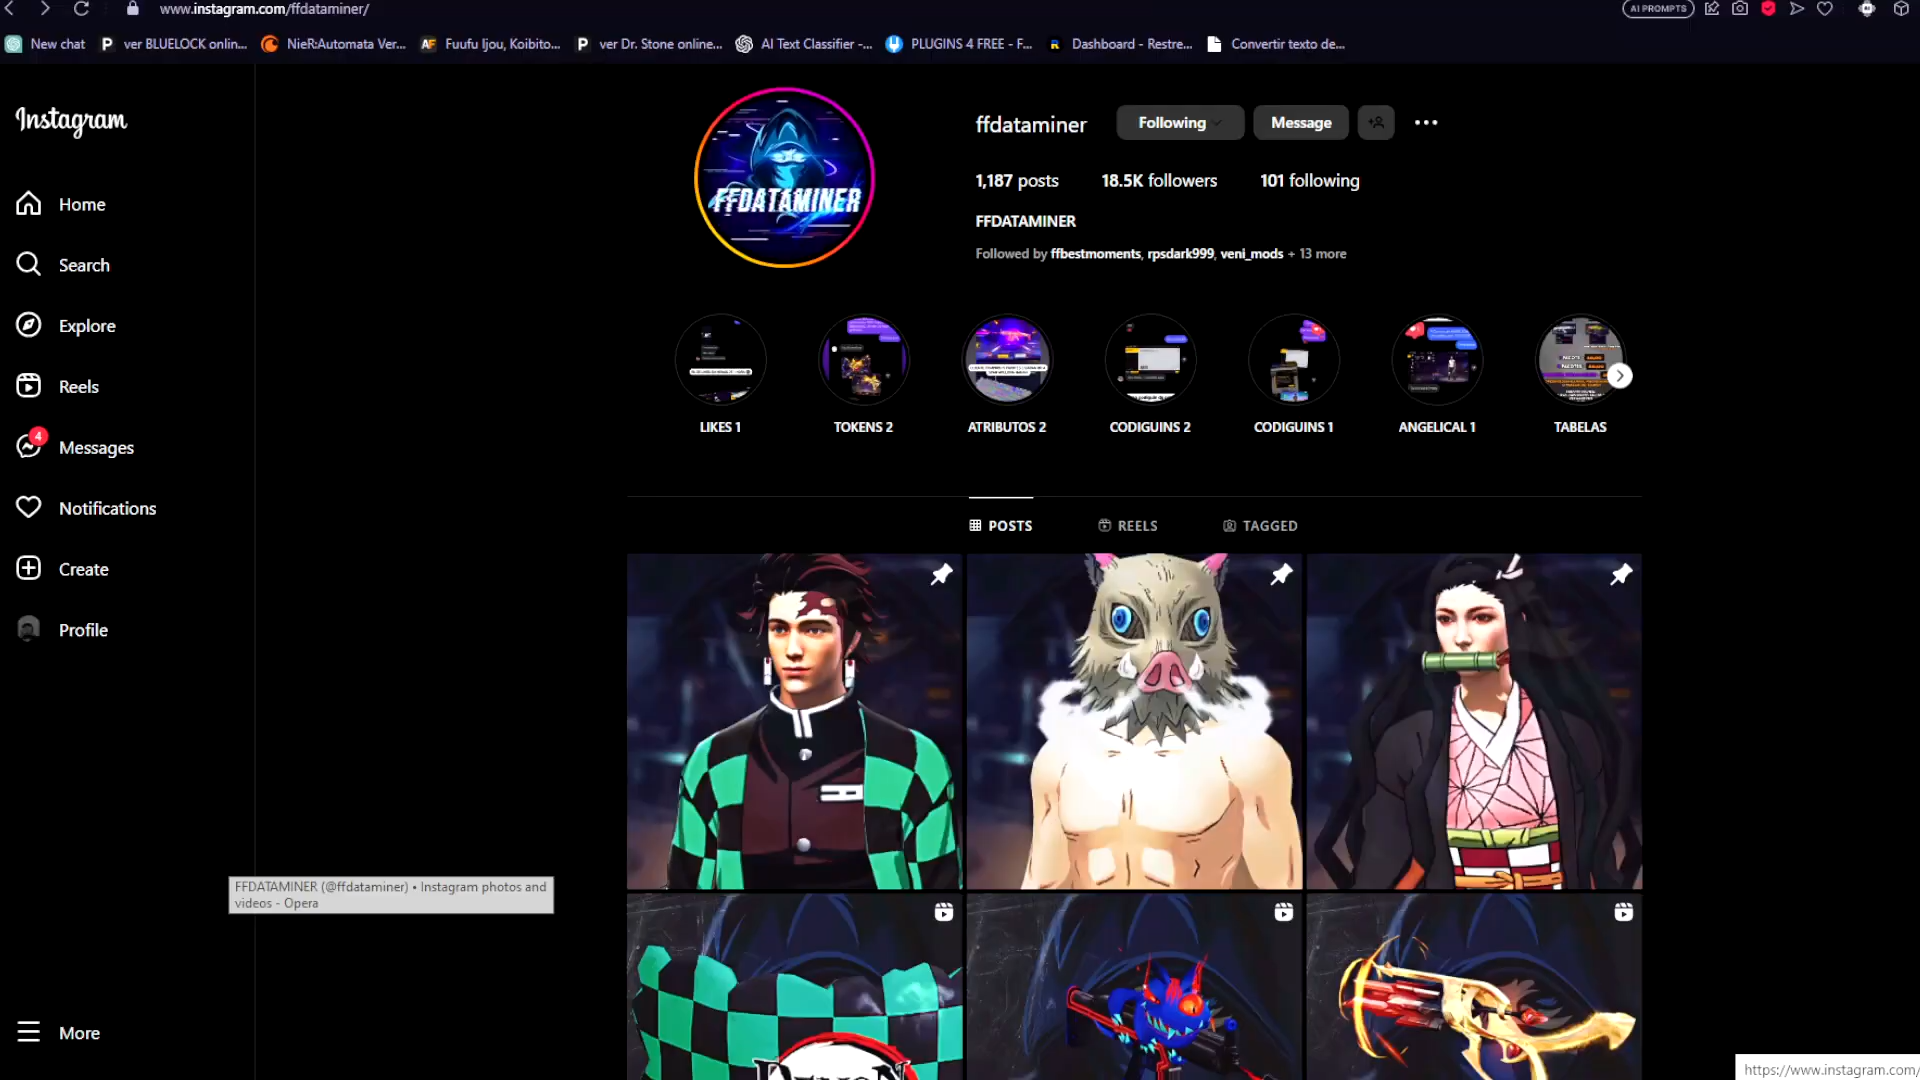 www.instagram.com/ffdataminer/
AI PROMPTS
New chat
ver BLUELOCK onlin...
NieR:Automata Ver...
Fuufu Ijou, Koibito...
ver Dr. Stone online...
AI Text Classifier -...
PLUGINS 4 FREE - F...
Dashboard - Restre...
Convertir texto de...
Instagram
Home
Search
Explore
Reels
4
Messages
Notifications
Create
Profile
More
FFDATAMINER
ffdataminer
Following
Message
1,187 posts
18.5K followers
101 following
FFDATAMINER
Followed by ffbestmoments, rpsdark999, veni_mods + 13 more
LIKES 1
TOKENS 2
ATRIBUTOS 2
CODIGUINS 2
CODIGUINS 1
ANGELICAL 1
TABELAS
POSTS
REELS
TAGGED
FFDATAMINER (@ffdataminer) • Instagram photos and
videos - Opera
https://www.instagram.com/